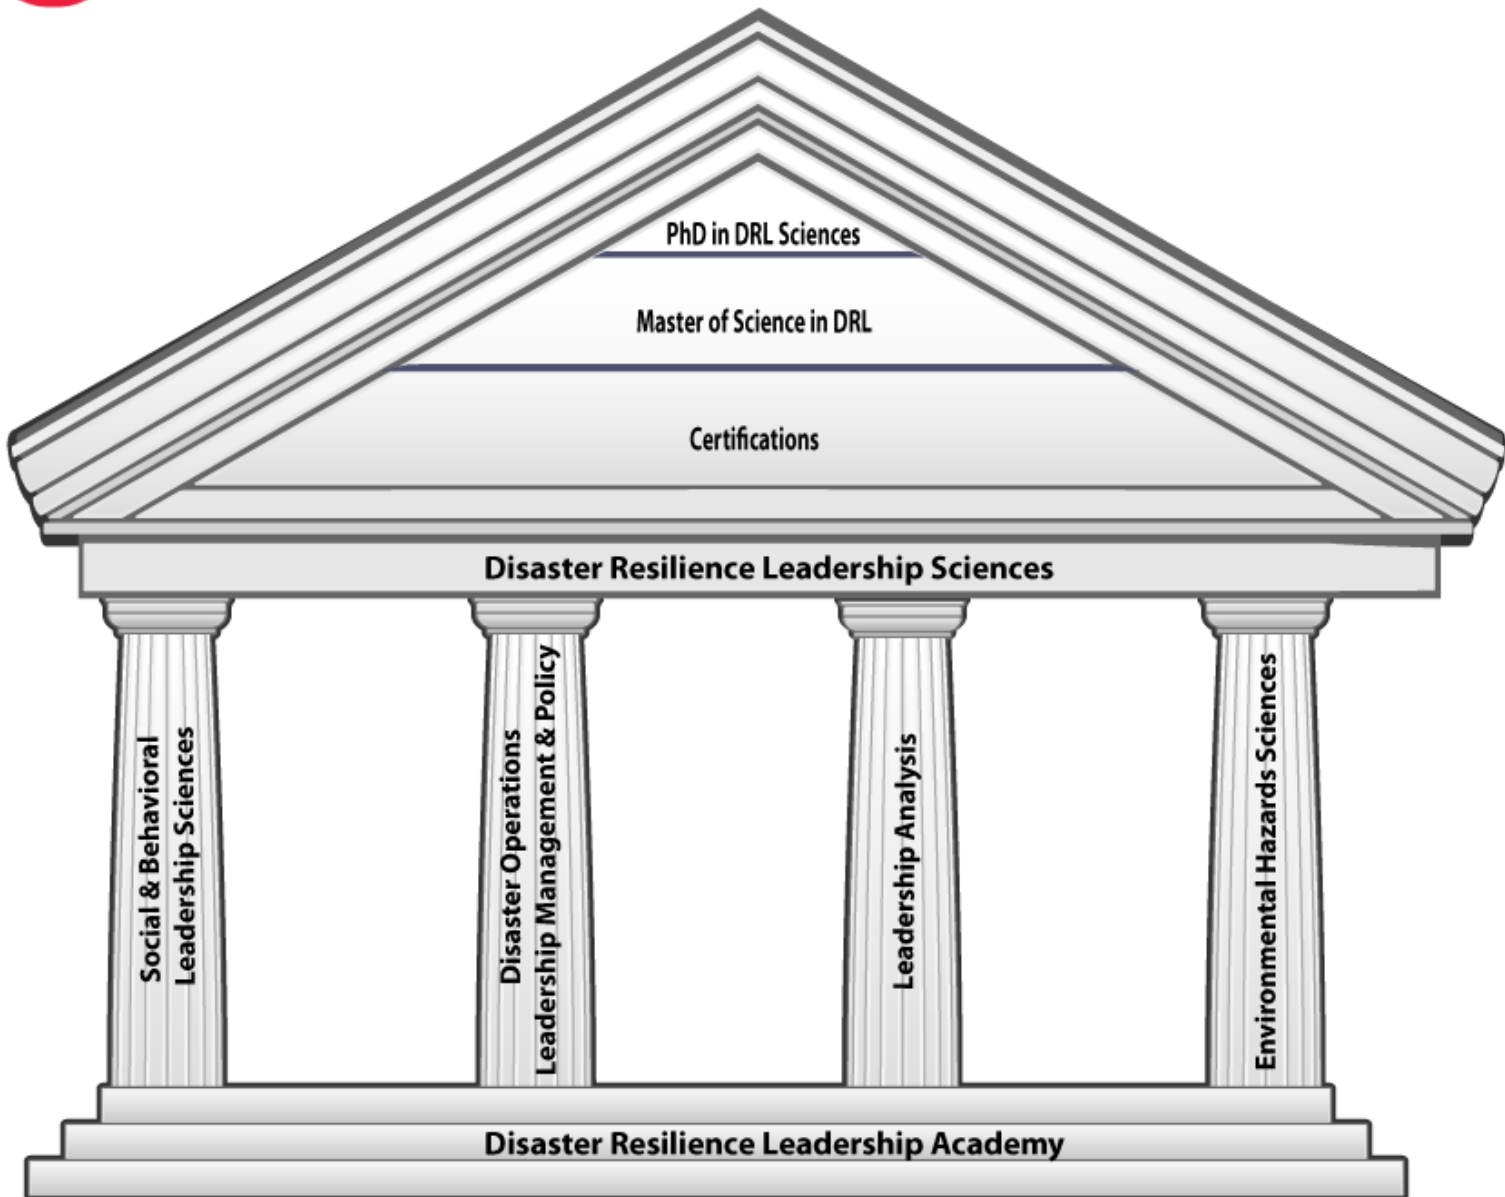 PhD in DRL Sciences
Master of Science in DRL
Certifications
Disaster Resilience Leadership Sciences
Social & Behavioral
Leadership Sciences
Disaster Operations
Leadership Management & Policy
Leadership Analysis
Environmental Hazards Sciences
Disaster Resilience Leadership Academy